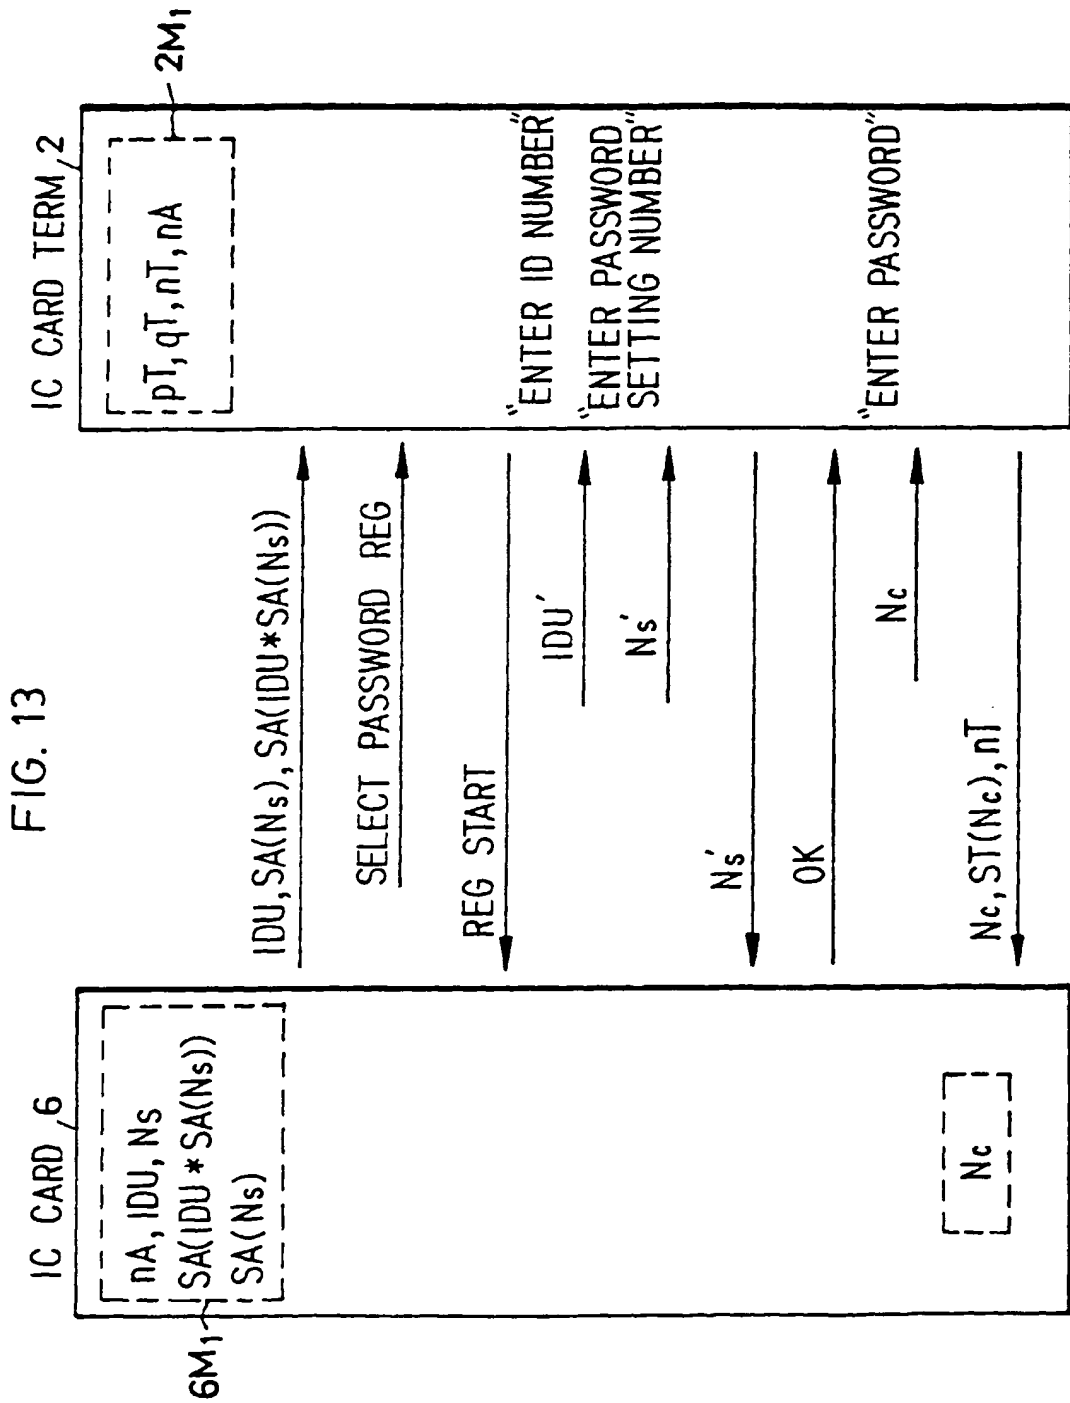 FIG. 13
IC CARD 6
6M1
nA, IDU, Ns
SA(IDU*SA(Ns))
SA(Ns)
IC CARD TERM 2
2M1
pT, qT, nT, nA
IDU, SA(Ns), SA(IDU*SA(Ns))
SELECT PASSWORD REG
REG START
"ENTER ID NUMBER"
IDU'
"ENTER PASSWORD
SETTING NUMBER"
Ns'
Ns'
OK
"ENTER PASSWORD"
Nc
Nc, ST(Nc), nT
Nc